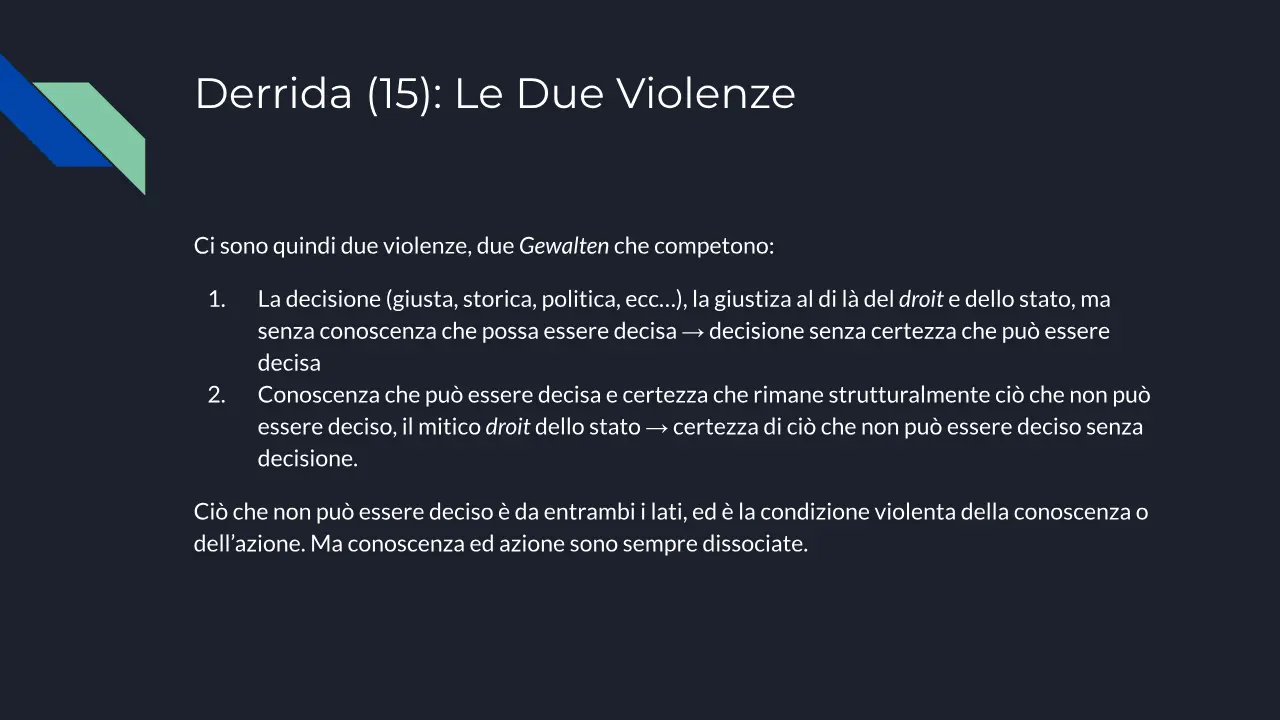 Derrida (15): Le Due Violenze
Ci sono quindi due violenze, due Gewalten che competono:
1. La decisione (giusta, storica, politica, ecc…), la giustiza al di là del droit e dello stato, ma
senza conoscenza che possa essere decisa → decisione senza certezza che può essere
decisa
2. Conoscenza che può essere decisa e certezza che rimane strutturalmente ciò che non può
essere deciso, il mitico droit dello stato → certezza di ciò che non può essere deciso senza
decisione.
Ciò che non può essere deciso è da entrambi i lati, ed è la condizione violenta della conoscenza o
dell’azione. Ma conoscenza ed azione sono sempre dissociate.